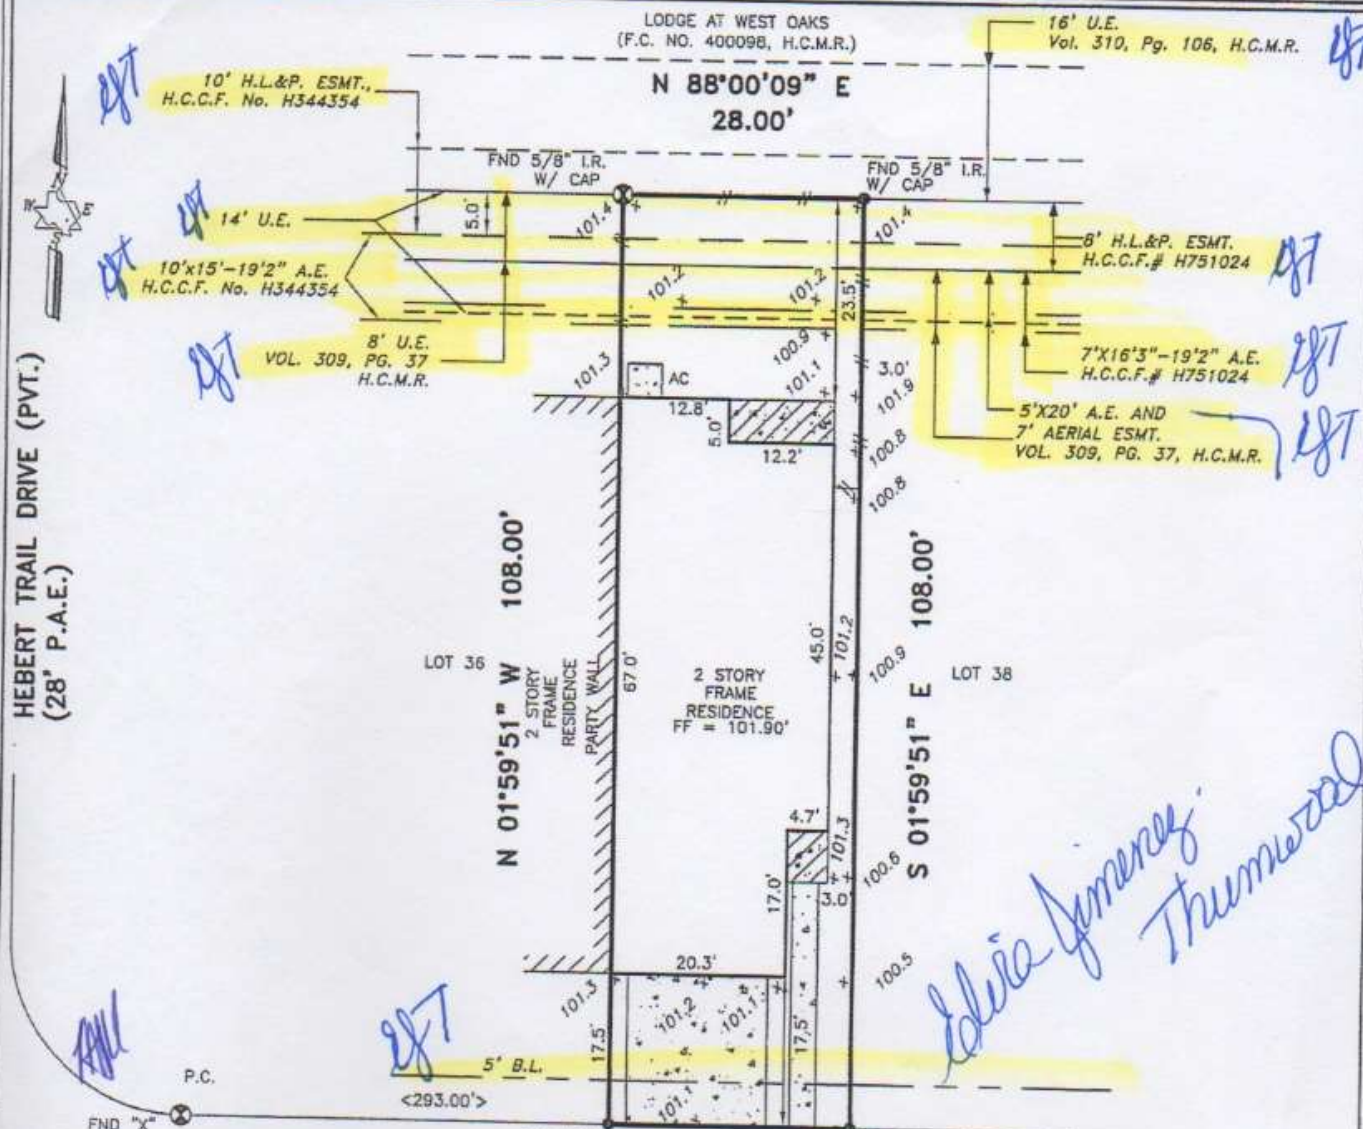 LODGE AT WEST OAKS
(F.C. NO. 400098, H.C.M.R.)
16' U.E.
Vol. 310, Pg. 106, H.C.M.R.
10' H.L.&P. ESMT.,
H.C.C.F. No. H344354
N 88°00'09" E
28.00'
FND 5/8" I.R.
W/ CAP
FND 5/8" I.R.
W/ CAP
14' U.E.
5.0'
101.4
101.4
8' H.L.&P. ESMT.
H.C.C.F.# H751024
10'x15'-19'2" A.E.
H.C.C.F. No. H344354
101.2
101.2
23.5'
8' U.E.
VOL. 309, PG. 37
H.C.M.R.
100.9
7'X16'3"-19'2" A.E.
H.C.C.F.# H751024
101.3
AC
101.1
3.0'
101.9
12.8'
5.0'
12.2'
100.8
5'X20' A.E. AND
7' AERIAL ESMT.
VOL. 309, PG. 37, H.C.M.R.
100.8
HEBERT TRAIL DRIVE (PVT.)
(28' P.A.E.)
N 01°59'51" W 108.00'
S 01°59'51" E 108.00'
LOT 36
2 STORY
FRAME
RESIDENCE
PARTY WALL
67.0'
2 STORY
FRAME
RESIDENCE
FF = 101.90'
45.0'
101.2
100.9
LOT 38
4.7'
101.3
100.6
17.0'
3.0'
20.3'
100.5
101.3
101.2
101.1
17.5'
17.5'
Jimenez
Thumwood
5' B.L.
P.C.
<293.00'>
101.1
FND "X"